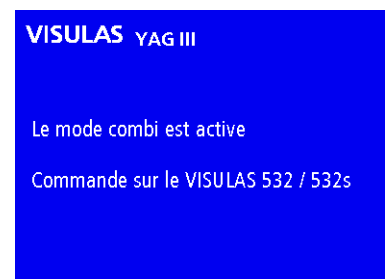 VISULAS YAG III
Le mode combi est active
Commande sur le VISULAS 532 / 532s